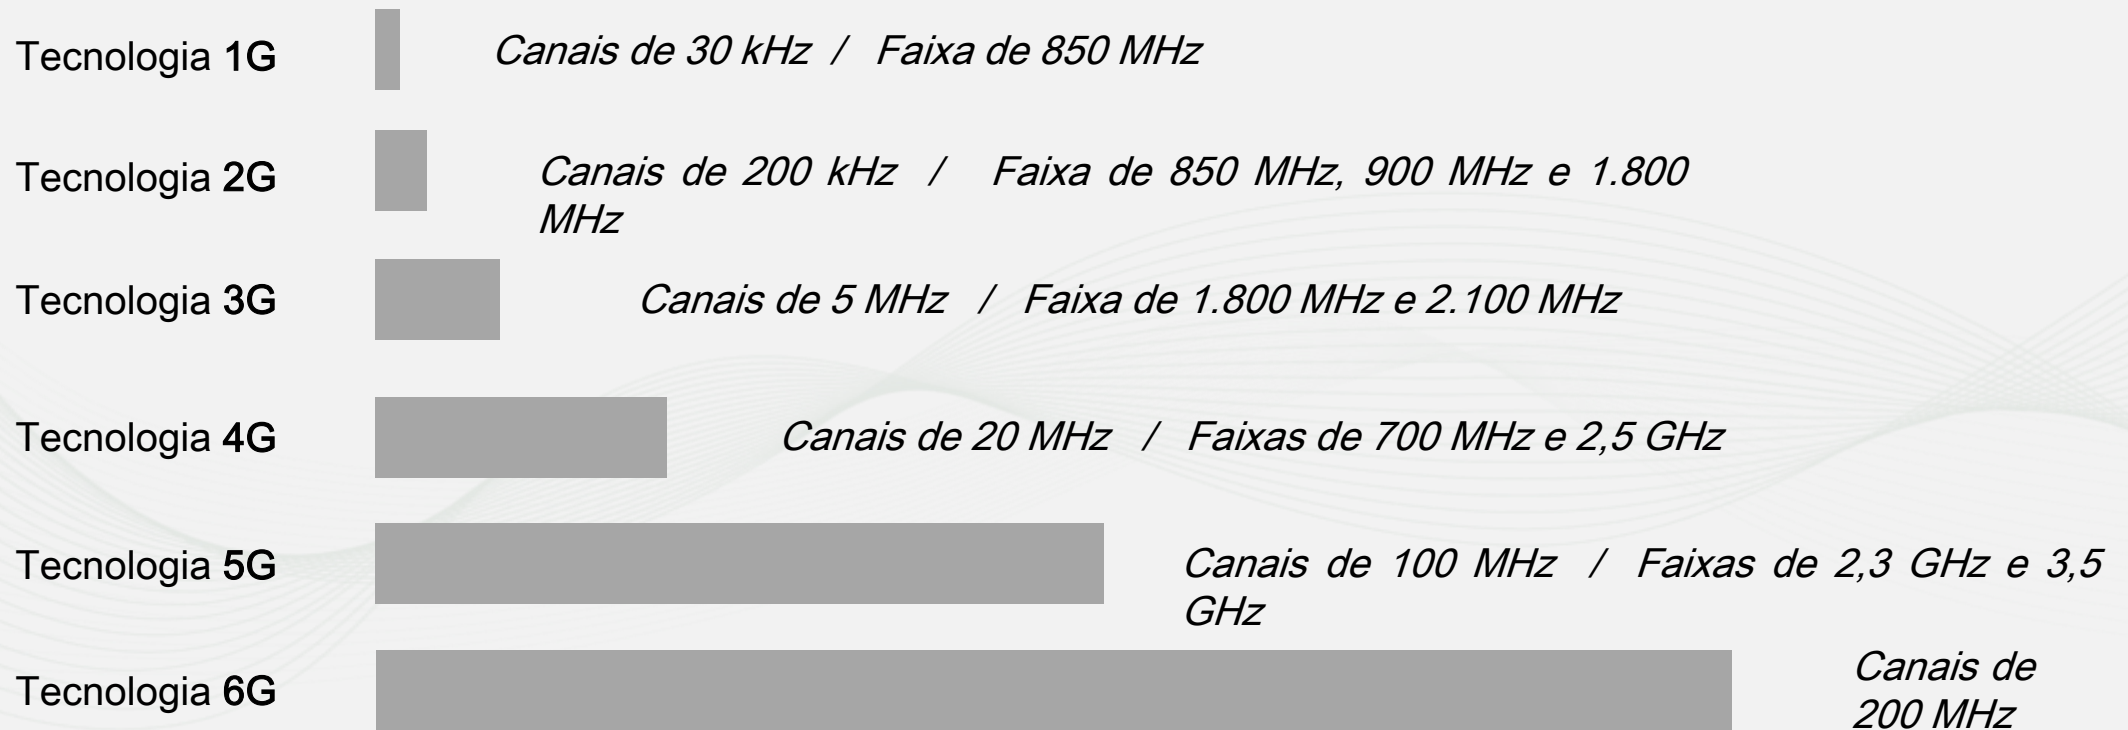 Tecnologia 1G
Canais de 30 kHz / Faixa de 850 MHz
Tecnologia 2G
Canais de 200 kHz / Faixa de 850 MHz, 900 MHz e 1.800
MHz
Tecnologia 3G
Canais de 5 MHz / Faixa de 1.800 MHz e 2.100 MHz
Tecnologia 4G
Canais de 20 MHz / Faixas de 700 MHz e 2,5 GHz
Tecnologia 5G
Canais de 100 MHz / Faixas de 2,3 GHz e 3,5
GHz
Tecnologia 6G
Canais de
200 MHz